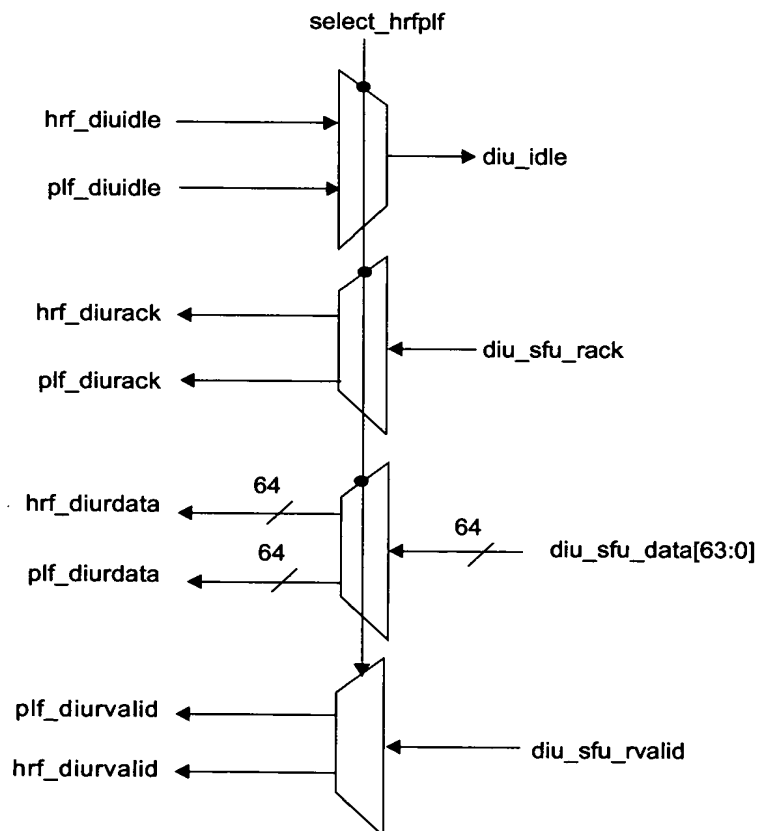 select_hrfplf
hrf_diuidle
diu_idle
plf_diuidle
hrf_diurack
diu_sfu_rack
plf_diurack
hrf_diurdata
64
64
diu_sfu_data[63:0]
plf_diurdata
64
plf_diurvalid
diu_sfu_rvalid
hrf_diurvalid